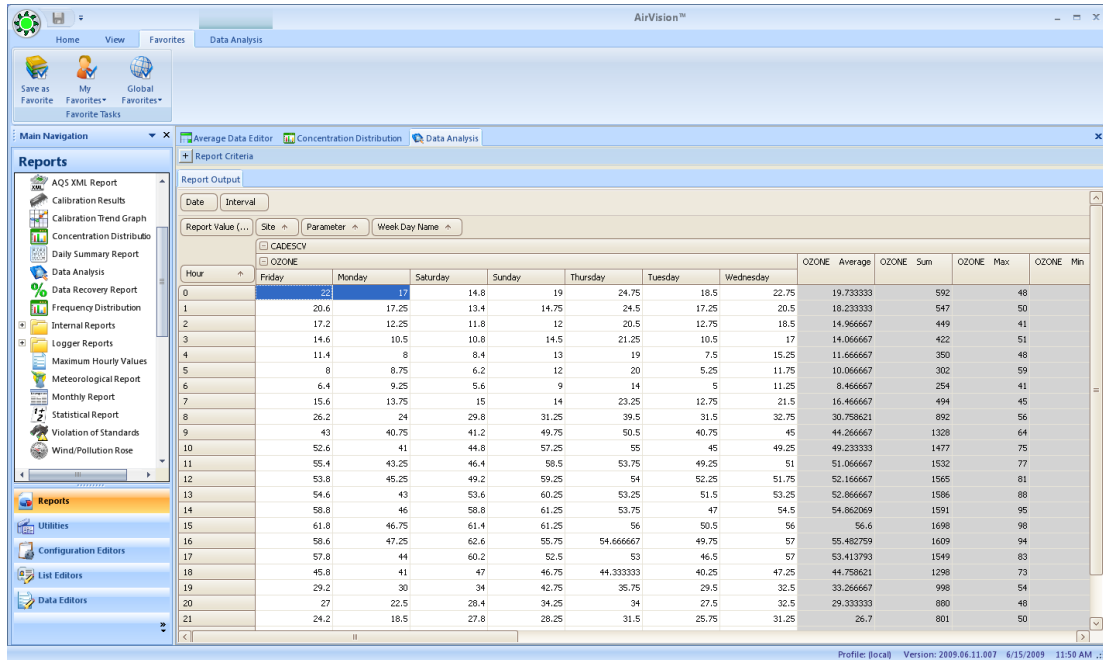 AirVision™
Home View Favorites Data Analysis
Save as Favorite My Favorites Global Favorites
Favorite Tasks
Main Navigation
Reports
AQS XML Report
Calibration Results
Calibration Trend Graph
Concentration Distributio
Daily Summary Report
Data Analysis
Data Recovery Report
Frequency Distribution
Internal Reports
Logger Reports
Maximum Hourly Values
Meteorological Report
Monthly Report
Statistical Report
Violation of Standards
Wind/Pollution Rose
Reports
Utilities
Configuration Editors
List Editors
Data Editors
Average Data Editor Concentration Distribution Data Analysis
Report Criteria
Report Output
Date Interval
Report Value (... Site Parameter Week Day Name
CADESCV
OZONE OZONE Average OZONE Sum OZONE Max OZONE Min
Hour Friday Monday Saturday Sunday Thursday Tuesday Wednesday
0 22 17 14.8 19 24.75 18.5 22.75 19.733333 592 48
1 20.6 17.25 13.4 14.75 24.5 17.25 20.5 18.233333 547 50
2 17.2 12.25 11.8 12 20.5 12.75 18.5 14.966667 449 41
3 14.6 10.5 10.8 14.5 21.25 10.5 17 14.066667 422 51
4 11.4 8 8.4 13 19 7.5 15.25 11.666667 350 48
5 8 8.75 6.2 12 20 5.25 11.75 10.066667 302 59
6 6.4 9.25 5.6 9 14 5 11.25 8.466667 254 41
7 15.6 13.75 15 14 23.25 12.75 21.5 16.466667 494 45
8 26.2 24 29.8 31.25 39.5 31.5 32.75 30.758621 892 56
9 43 40.75 41.2 49.75 50.5 40.75 45 44.266667 1328 64
10 52.6 41 44.8 57.25 55 45 49.25 49.233333 1477 75
11 55.4 43.25 46.4 58.5 53.75 49.25 51 51.066667 1532 77
12 53.8 45.25 49.2 59.25 54 52.25 51.75 52.166667 1565 81
13 54.6 43 53.6 60.25 53.25 51.5 53.25 52.866667 1586 88
14 58.8 46 58.8 61.25 53.75 47 54.5 54.862069 1591 95
15 61.8 46.75 61.4 61.25 56 50.5 56 56.6 1698 98
16 58.6 47.25 62.6 55.75 54.666667 49.75 57 55.482759 1609 94
17 57.8 44 60.2 52.5 53 46.5 57 53.413793 1549 83
18 45.8 41 47 46.75 44.333333 40.25 47.25 44.758621 1298 73
19 29.2 30 34 42.75 35.75 29.5 32.5 33.266667 998 54
20 27 22.5 28.4 34.25 34 27.5 32.5 29.333333 880 48
21 24.2 18.5 27.8 28.25 31.5 25.75 31.25 26.7 801 50
Profile: (local) Version: 2009.06.11.007 6/15/2009 11:50 AM